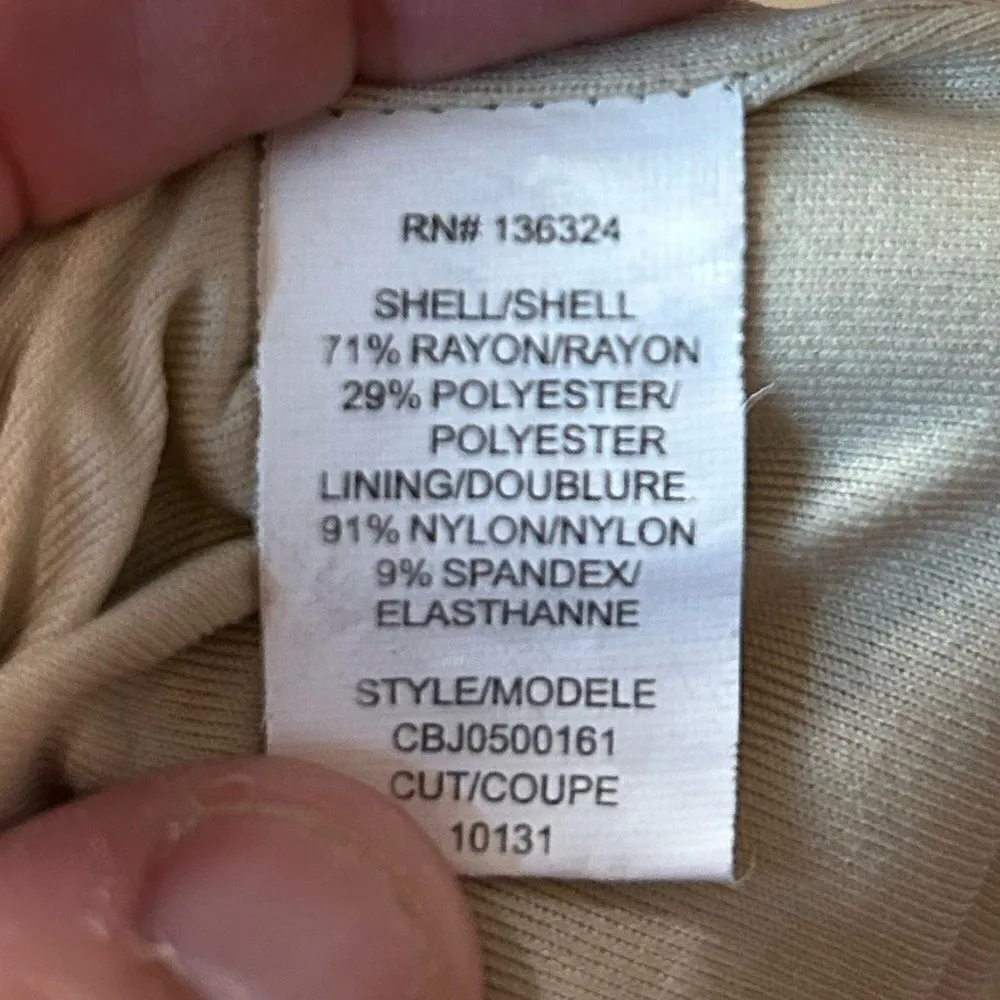 RN# 136324
SHELL/SHELL
71% RAYON/RAYON
29% POLYESTER/
POLYESTER
LINING/DOUBLURE
91% NYLON/NYLON
9% SPANDEX/
ELASTHANNE
STYLE/MODELE
CBJ0500161
CUT/COUPE
10131